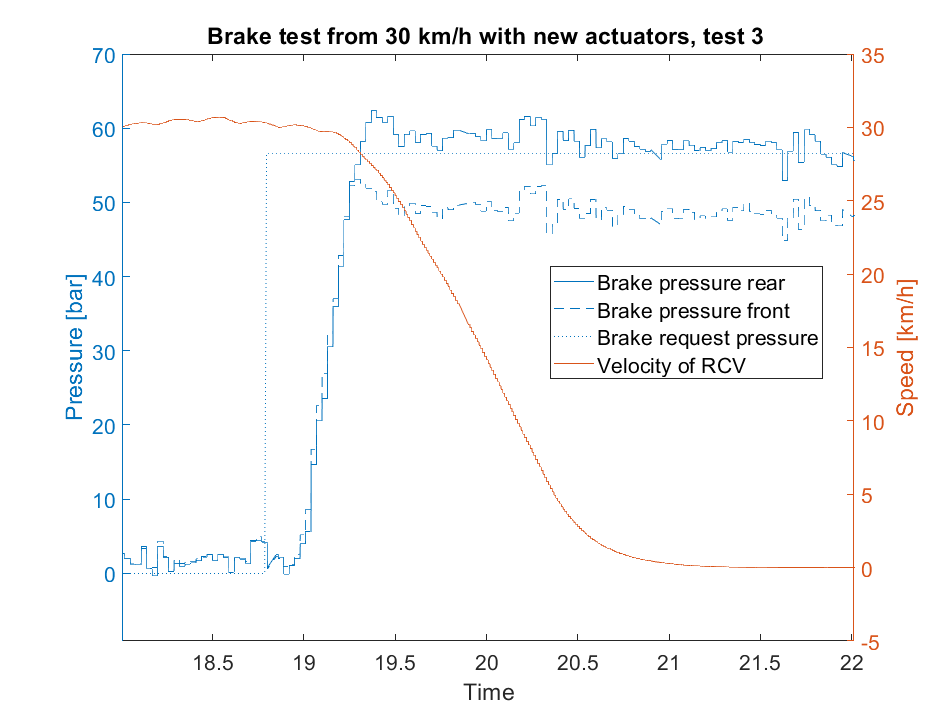 Brake test from 30 km/h with new actuators, test 3
70
60
50
40
30
20
10
0
Pressure [bar]
35
30
25
20
15
10
5
0
-5
Speed [km/h]
Brake pressure rear
Brake pressure front
Brake request pressure
Velocity of RCV
18.5 19 19.5 20 20.5 21 21.5 22
Time